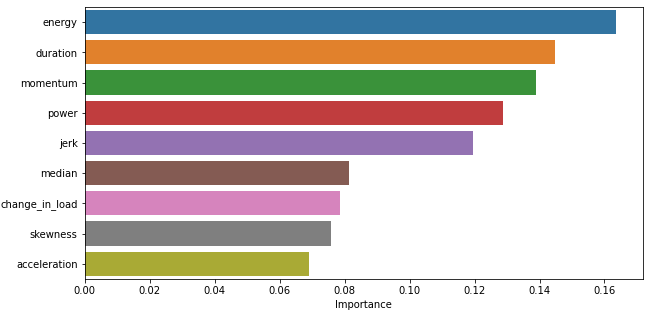 energy
duration
momentum
power
jerk
median
change_in_load
skewness
acceleration
0.00 0.02 0.04 0.06 0.08 0.10 0.12 0.14 0.16
Importance